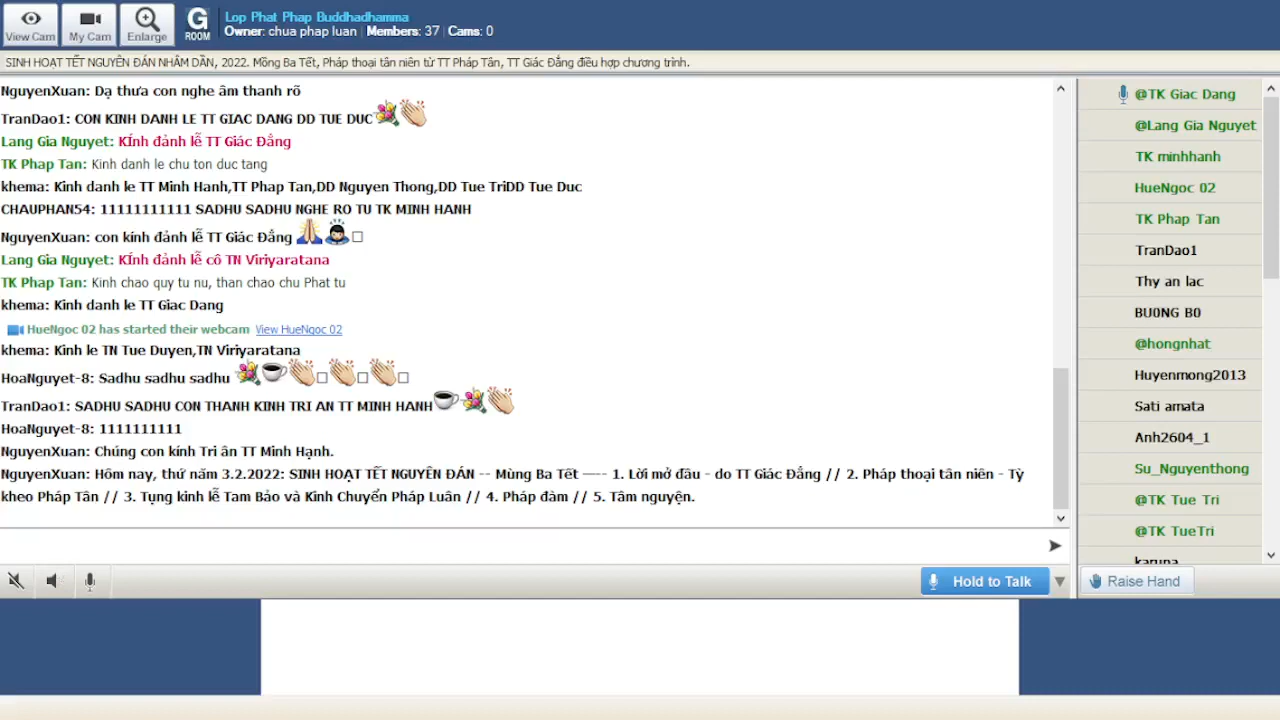 View Cam
My Cam
Enlarge
G ROOM
Lop Phat Phap Buddhadhamma
Owner: chua phap luan | Members: 37 | Cams: 0
SINH HOẠT TẾT NGUYÊN ĐÁN NHÂM DẦN, 2022. Mồng Ba Tết, Pháp thoại tân niên từ TT Pháp Tân, TT Giác Đẳng điều hợp chương trình.
NguyenXuan: Dạ thưa con nghe âm thanh rõ
TranDao1: CON KINH DANH LE TT GIAC DANG DD TUE DUC
Lang Gia Nguyet: KÍnh đảnh lễ TT Giác Đẳng
TK Phap Tan: Kinh danh le chu ton duc tang
khema: Kinh danh le TT Minh Hanh,TT Phap Tan,DD Nguyen Thong,DD Tue TriDD Tue Duc
CHAUPHAN54: 11111111111 SADHU SADHU NGHE RO TU TK MINH HANH
NguyenXuan: con kính đảnh lễ TT Giác Đẳng
Lang Gia Nguyet: KÍnh đảnh lễ cô TN Viriyaratana
TK Phap Tan: Kinh chao quy tu nu, than chao chu Phat tu
khema: Kinh danh le TT Giac Dang
HueNgoc 02 has started their webcam View HueNgoc 02
khema: Kinh le TN Tue Duyen,TN Viriyaratana
HoaNguyet-8: Sadhu sadhu sadhu
TranDao1: SADHU SADHU CON THANH KINH TRI AN TT MINH HANH
HoaNguyet-8: 1111111111
NguyenXuan: Chúng con kính Tri ân TT Minh Hạnh.
NguyenXuan: Hôm nay, thứ năm 3.2.2022: SINH HOẠT TẾT NGUYÊN ĐÁN -- Mùng Ba Tết —-- 1. Lời mở đầu - do TT Giác Đẳng // 2. Pháp thoại tân niên - Tỳ
kheo Pháp Tân // 3. Tụng kinh lễ Tam Bảo và Kinh Chuyển Pháp Luân // 4. Pháp đàm // 5. Tâm nguyện.
Hold to Talk
@TK Giac Dang
@Lang Gia Nguyet
TK minhhanh
HueNgoc 02
TK Phap Tan
TranDao1
Thy an lac
BU0NG B0
@hongnhat
Huyenmong2013
Sati amata
Anh2604_1
Su_Nguyenthong
@TK Tue Tri
@TK TueTri
karuna
Raise Hand